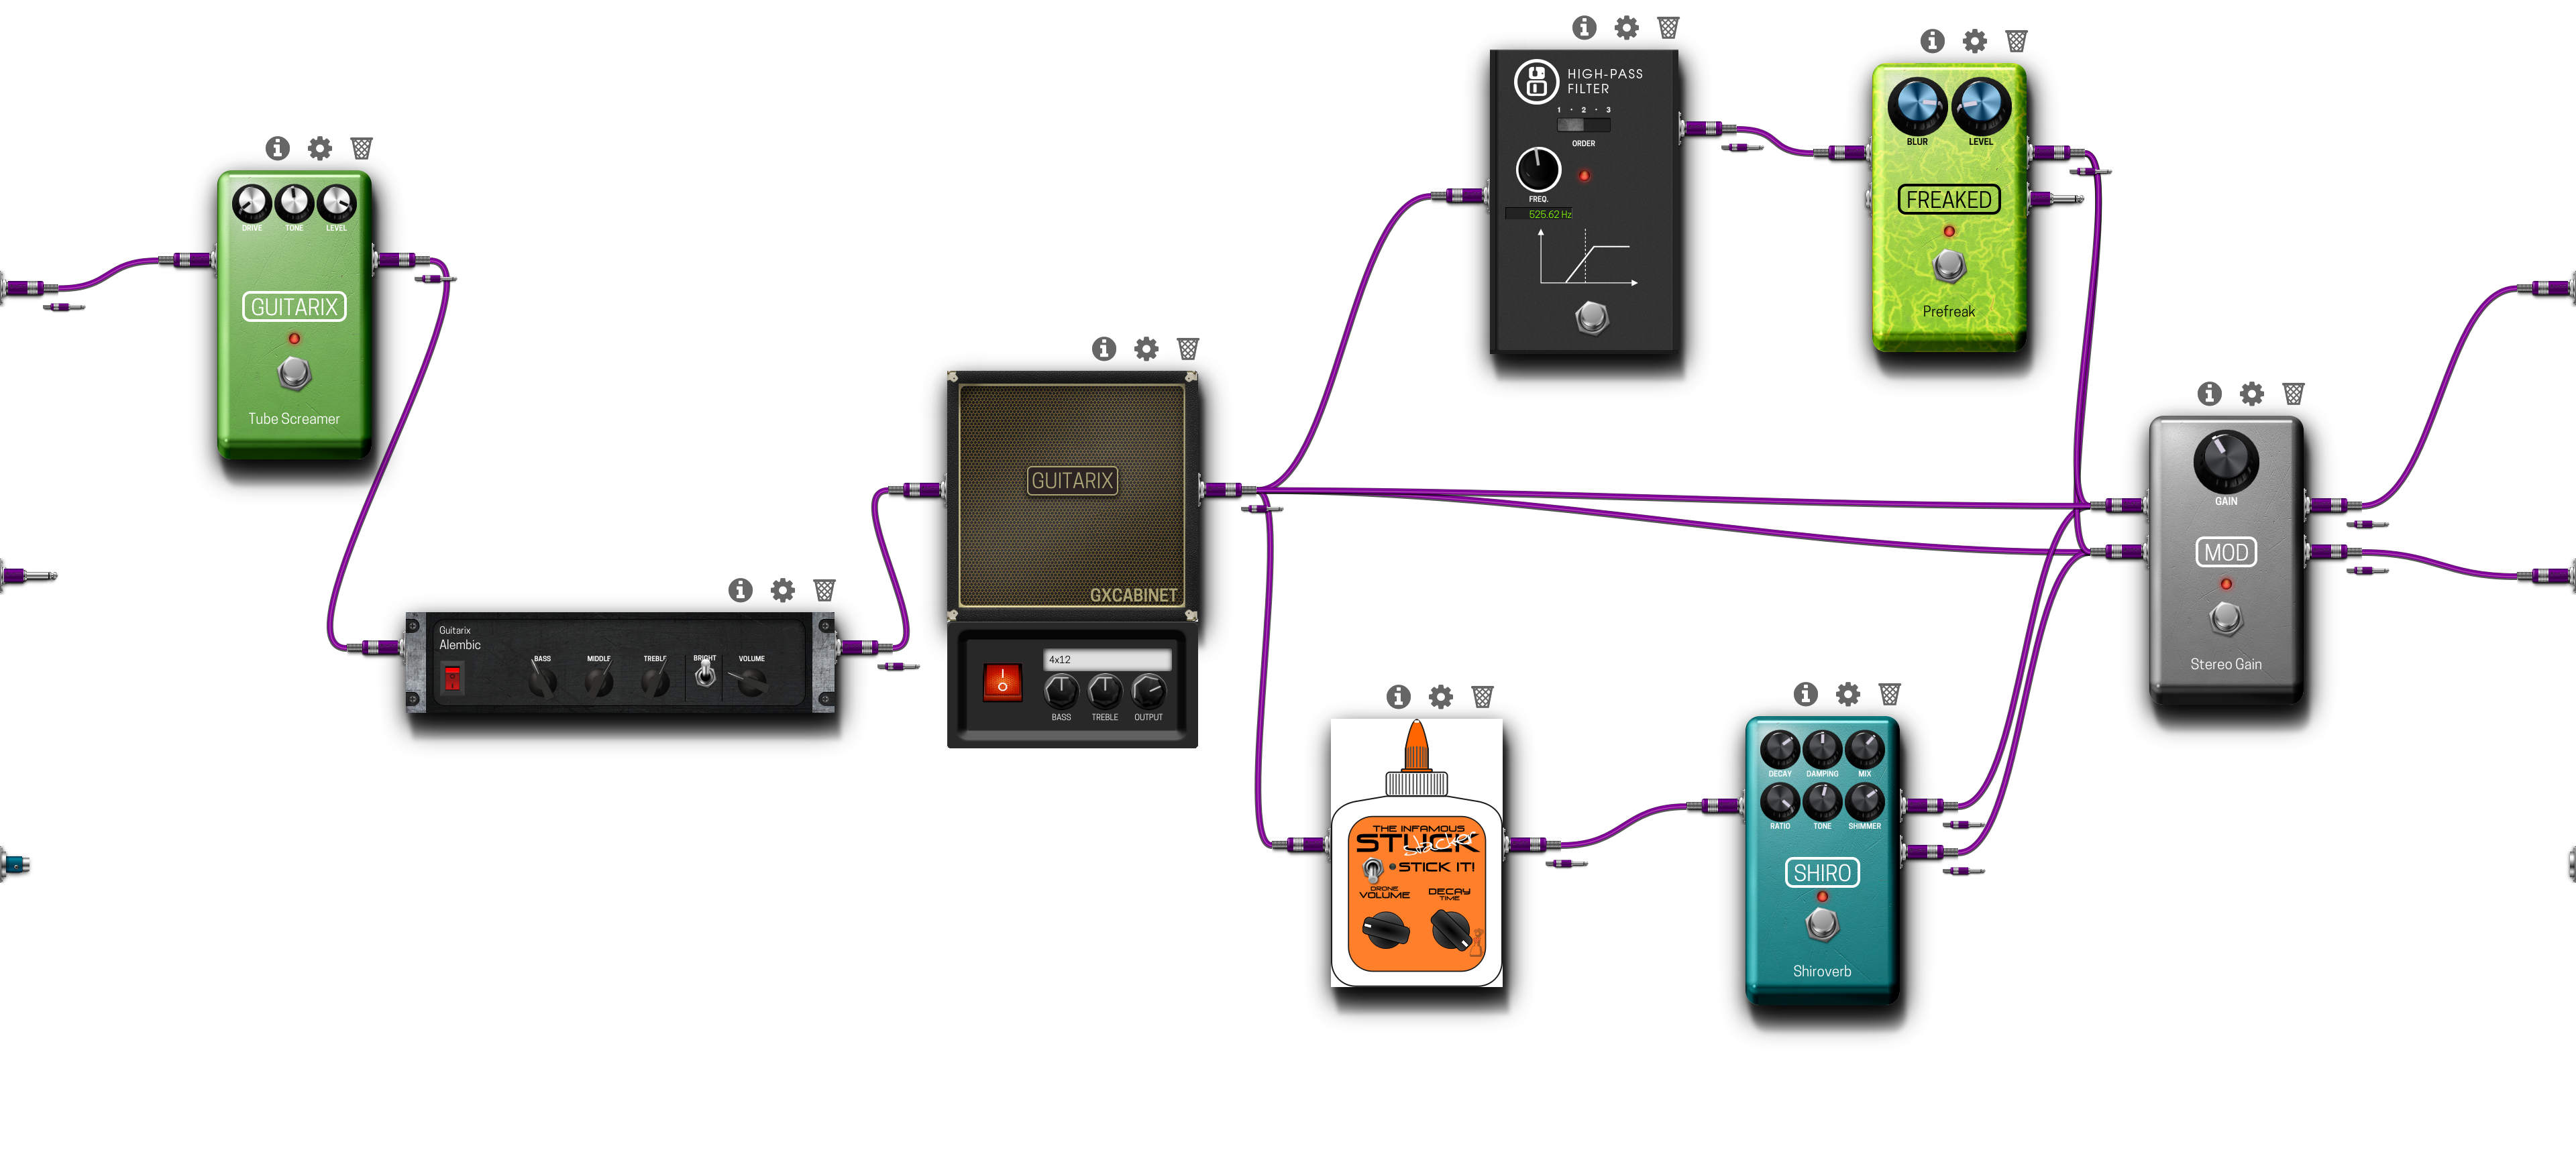 DRIVE TONE LEVEL
GUITARIX
Tube Screamer
Guitarix
Alembic
BASS MIDDLE TREBLE BRIGHT VOLUME
GUITARIX
GXCABINET
4x12
BASS TREBLE OUTPUT
HIGH-PASS
FILTER
1 · 2 · 3
ORDER
FREQ.
525.62 Hz
BLUR LEVEL
FREAKED
Prefreak
THE INFAMOUS
STUCK
stacker
STICK IT!
DRONE
VOLUME
DECAY
TIME
DECAY DAMPING MIX
RATIO TONE SHIMMER
SHIRO
Shiroverb
GAIN
MOD
Stereo Gain